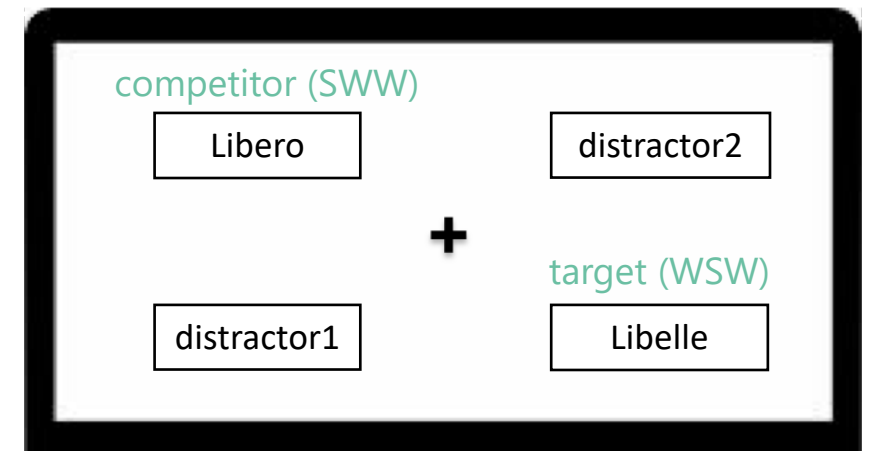 competitor (SWW)
Libero
distractor2
+
target (WSW)
distractor1
Libelle